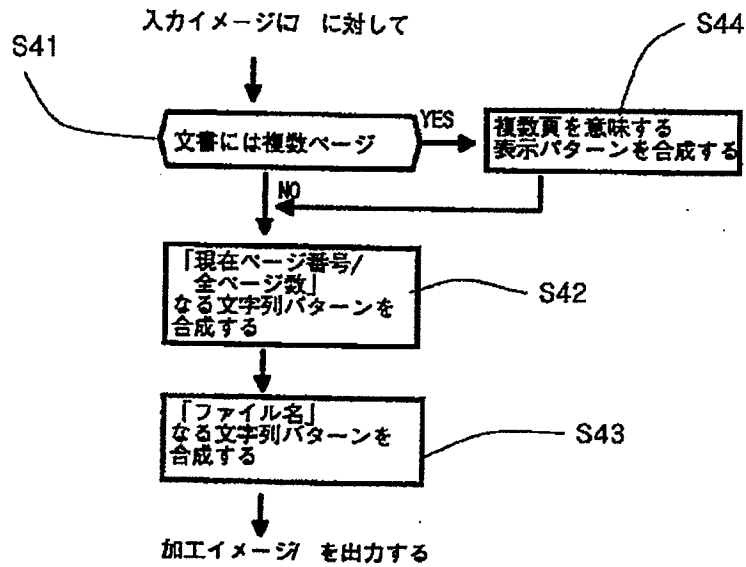 入力イメージに に対して
S41
S44
文書には複数ページ
YES
複数頁を意味する
表示パターンを合成する
NO
「現在ページ番号/
全ページ数」
なる文字列パターンを
合成する
S42
「ファイル名」
なる文字列パターンを
合成する
S43
加工イメージ を出力する